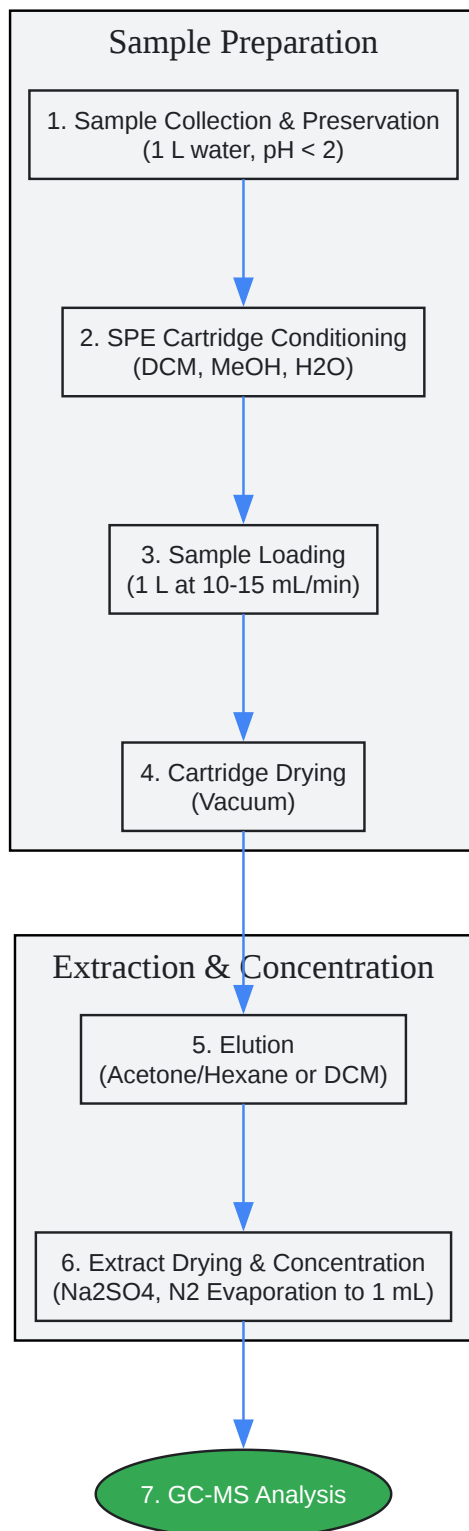 Sample Preparation
1. Sample Collection & Preservation
(1 L water, pH < 2)
2. SPE Cartridge Conditioning
(DCM, MeOH, H2O)
3. Sample Loading
(1 L at 10-15 mL/min)
4. Cartridge Drying
(Vacuum)
Extraction & Concentration
5. Elution
(Acetone/Hexane or DCM)
6. Extract Drying & Concentration
(Na2SO4, N2 Evaporation to 1 mL)
7. GC-MS Analysis